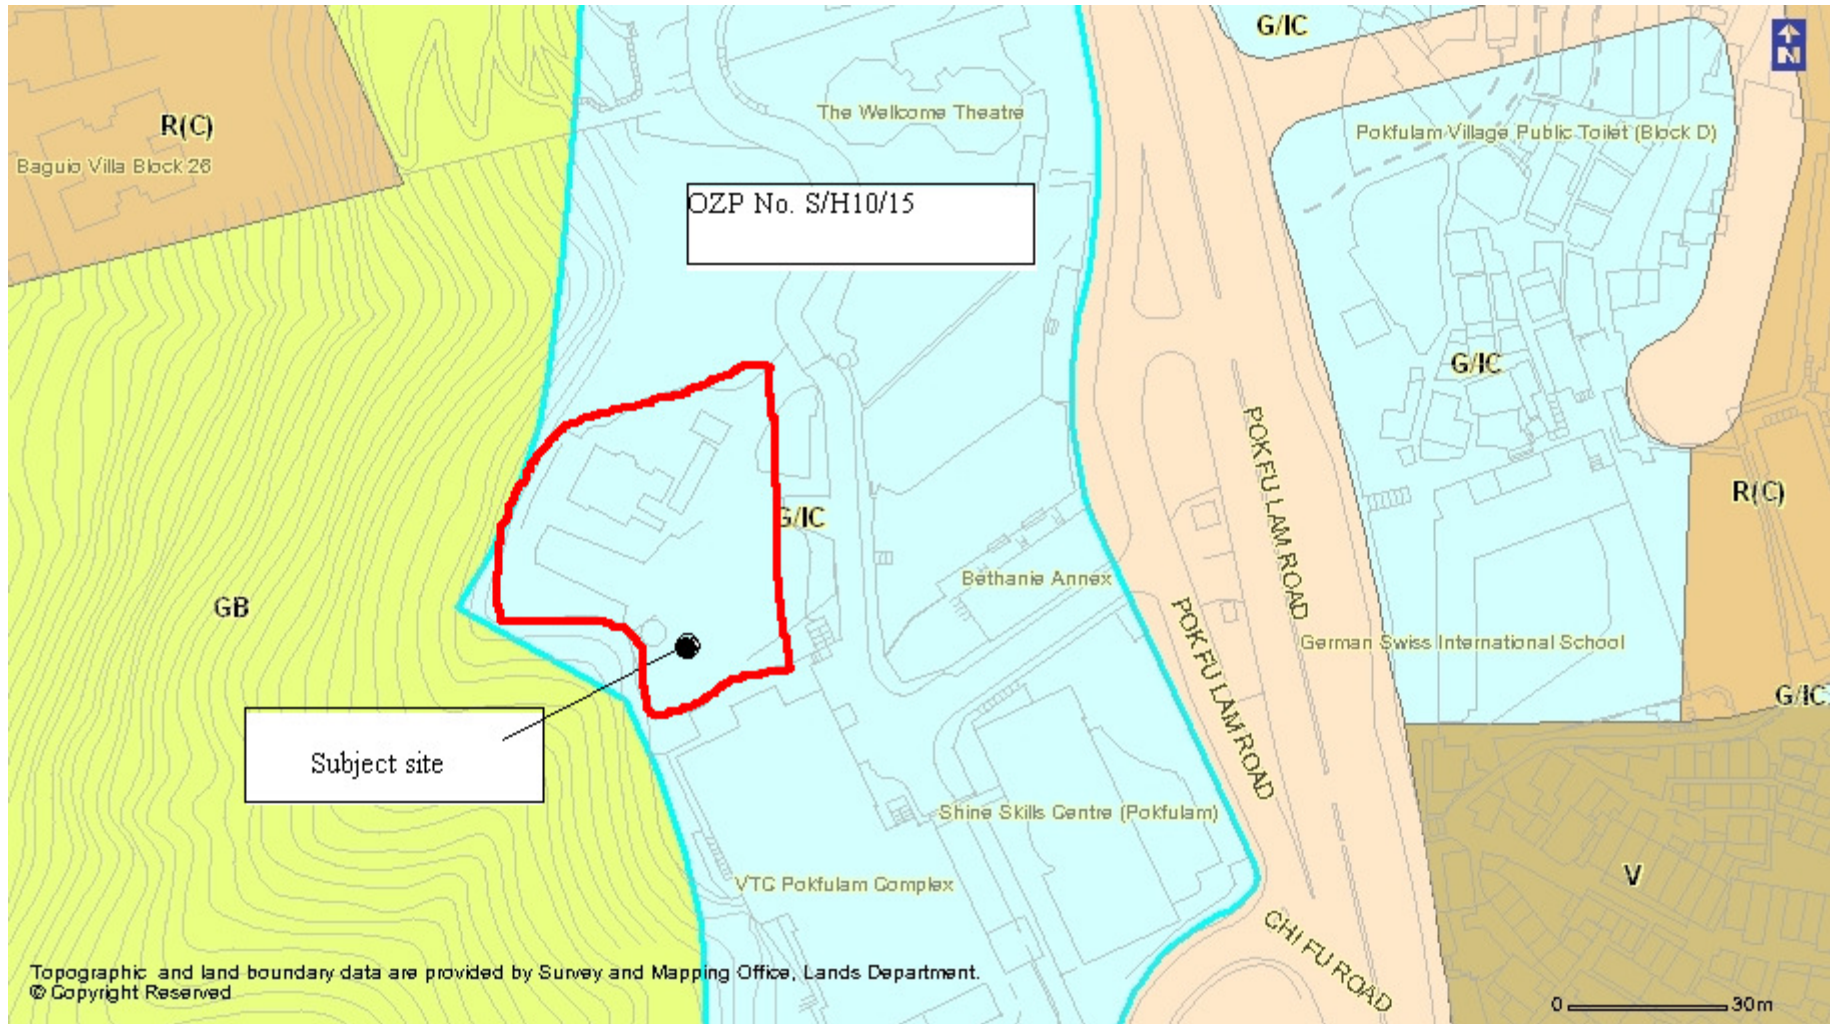 G/IC
N
The Wellcome Theatre
R(C)
Pokfulam Village Public Toilet (Block D)
Baguio Villa Block 26
OZP No. S/H10/15
G/IC
POK FU LAM ROAD
R(C)
G/IC
Bethanie Annex
GB
POK FU LAM ROAD
German Swiss International School
G/IC
Subject site
Shine Skills Centre (Pokfulam)
V
VTC Pokfulam Complex
CHI FU ROAD
Topographic and land boundary data are provided by Survey and Mapping Office, Lands Department.
© Copyright Reserved
0 30m